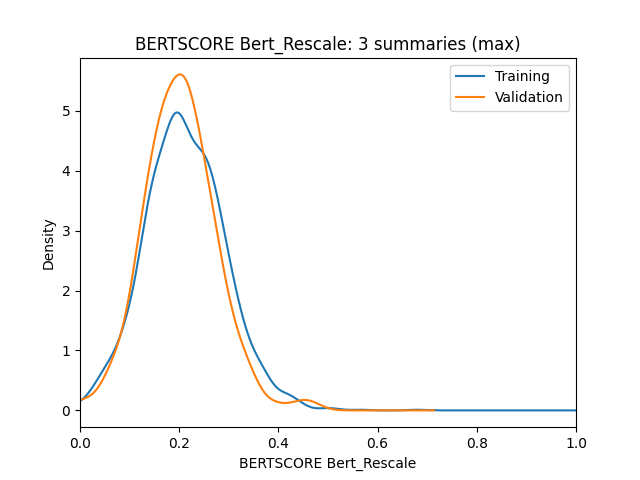 BERTSCORE Bert_Rescale: 3 summaries (max)
Training
Validation
Density
5
4
3
2
1
0
0.0 0.2 0.4 0.6 0.8 1.0
BERTSCORE Bert_Rescale